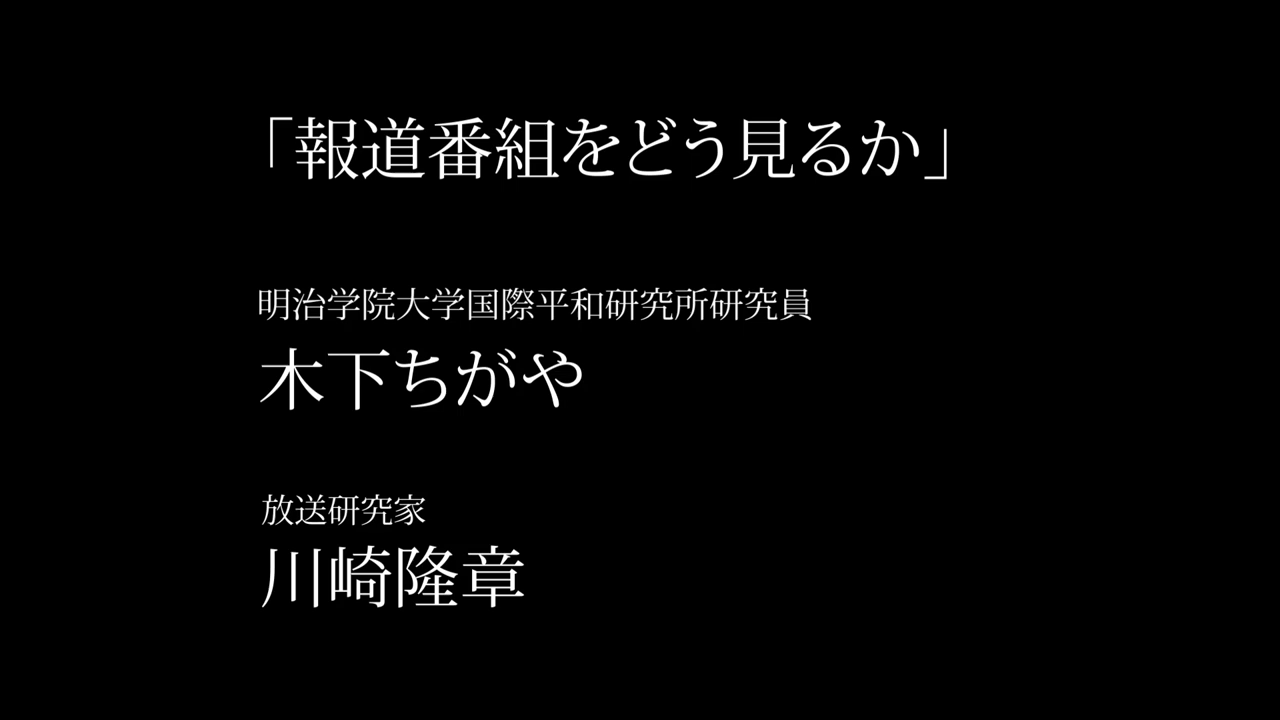 「報道番組をどう見るか」
明治学院大学国際平和研究所研究員
木下ちがや
放送研究家
川崎隆章